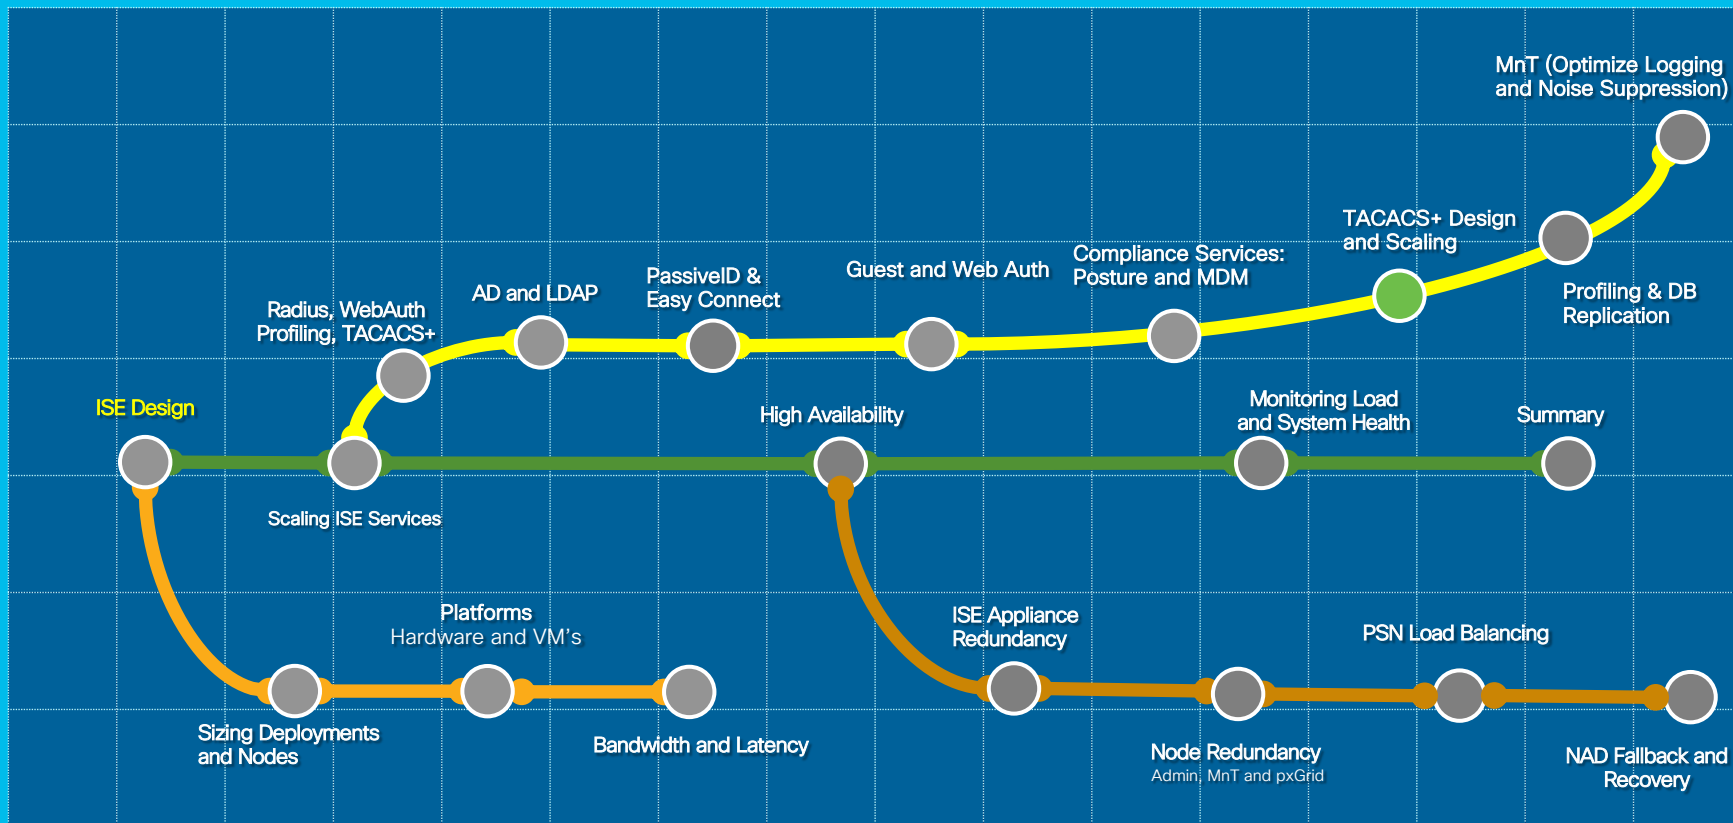 MnT (Optimize Logging
and Noise Suppression)
TACACS+ Design
and Scaling
Compliance Services:
Posture and MDM
Guest and Web Auth
PassiveID &
Easy Connect
AD and LDAP
Radius, WebAuth
Profiling, TACACS+
Profiling & DB
Replication
ISE Design
High Availability
Monitoring Load
and System Health
Summary
Scaling ISE Services
Platforms
Hardware and VM's
ISE Appliance
Redundancy
PSN Load Balancing
Sizing Deployments
and Nodes
Bandwidth and Latency
Node Redundancy
Admin, MnT and pxGrid
NAD Fallback and
Recovery